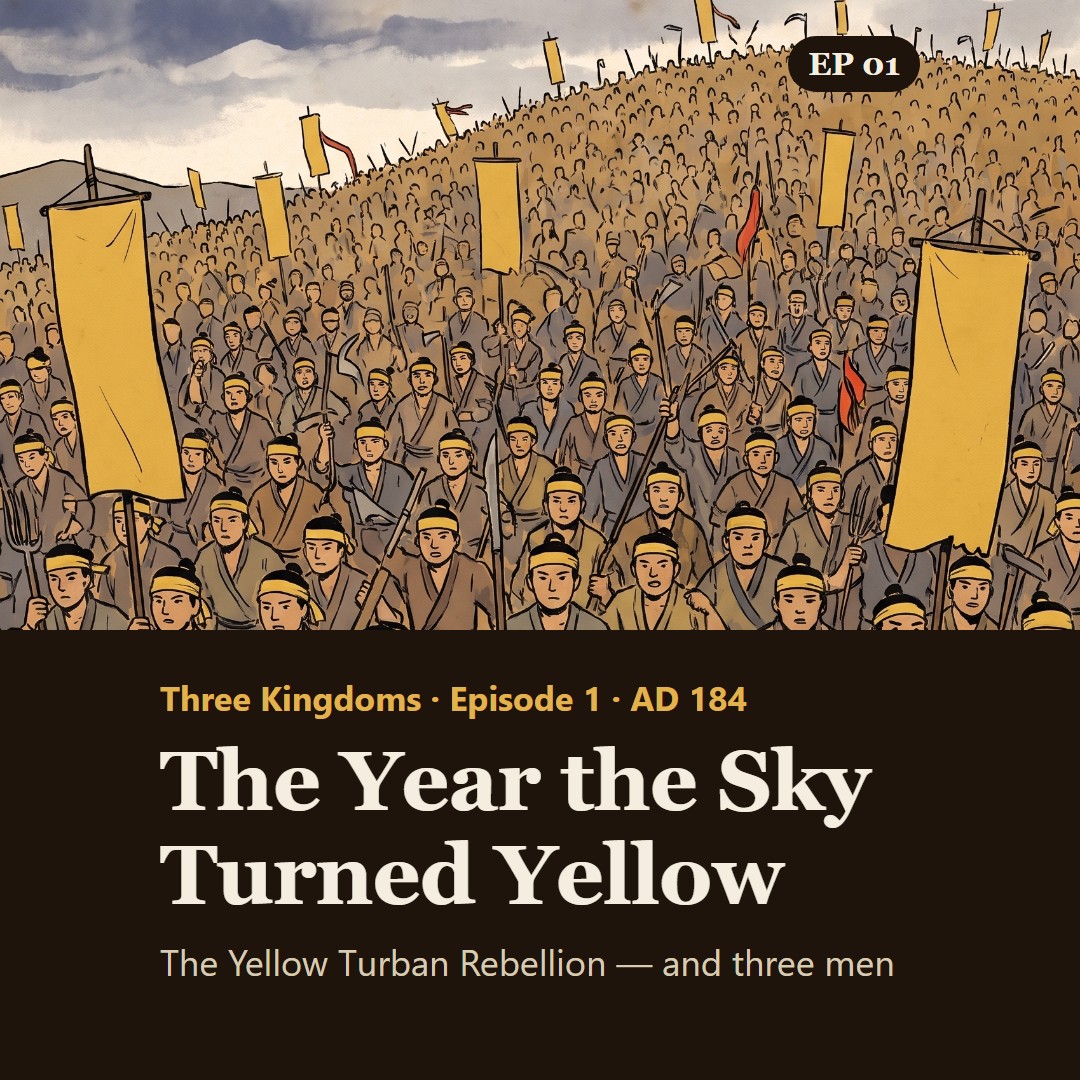 EP 01
Three Kingdoms · Episode 1 · AD 184
The Year the Sky
Turned Yellow
The Yellow Turban Rebellion — and three men